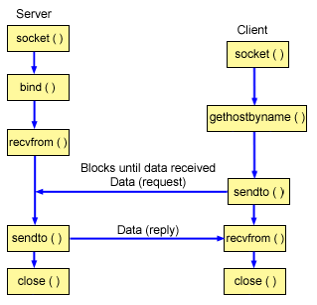 Server
socket ( )
bind ( )
recvfrom ( )
Client
socket ( )
gethostbyname ( )
Blocks until data received
Data (request)
sendto ( )
Data (reply)
sendto ( )
recvfrom ( )
close ( )
close ( )